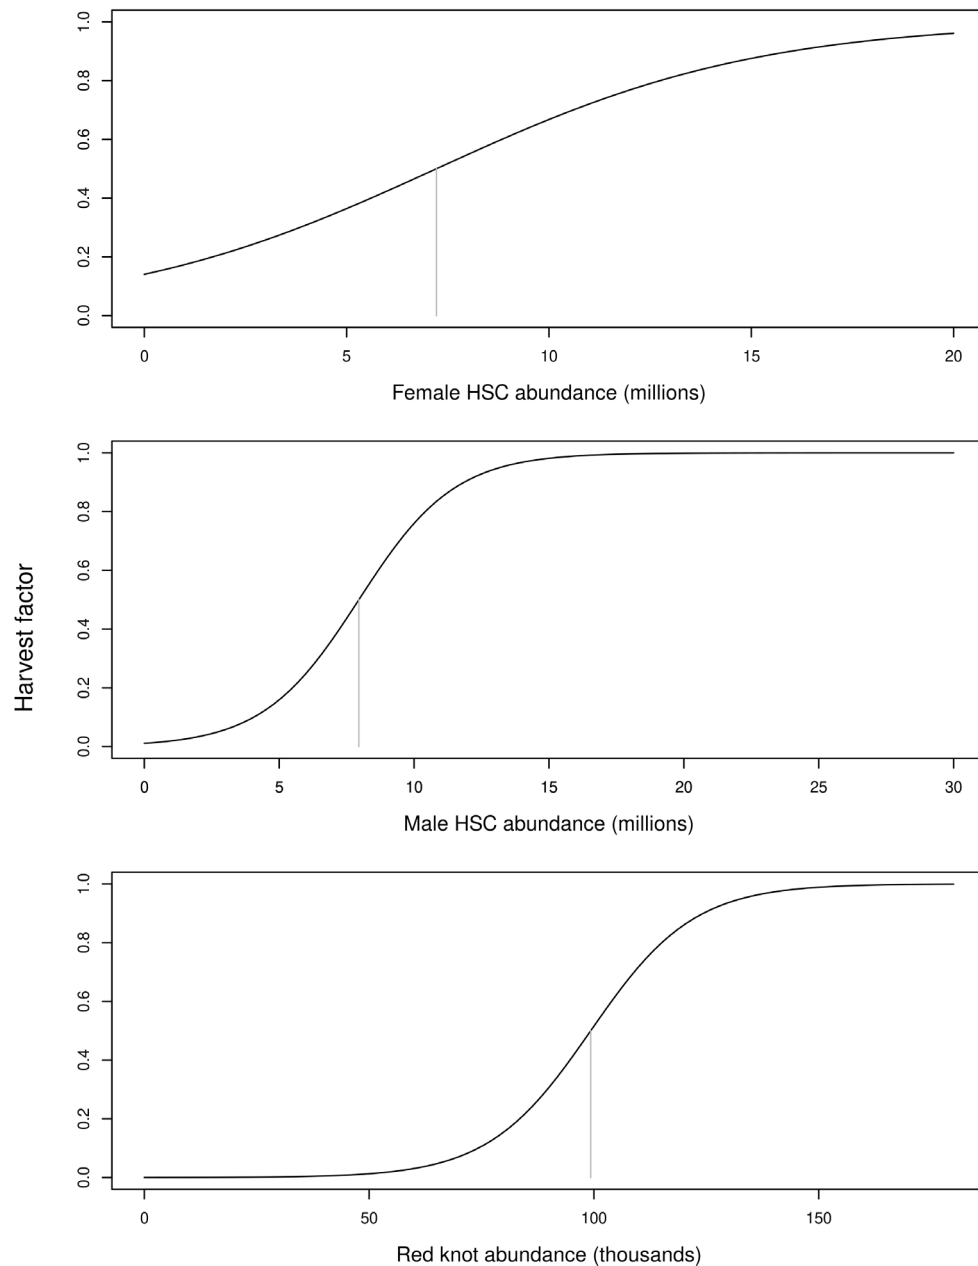 1.0
0.8
0.6
0.4
0.2
0.0
0 5 10 15 20
Female HSC abundance (millions)
Harvest factor
1.0
0.8
0.6
0.4
0.2
0.0
0 5 10 15 20 25 30
Male HSC abundance (millions)
1.0
0.8
0.6
0.4
0.2
0.0
0 50 100 150
Red knot abundance (thousands)